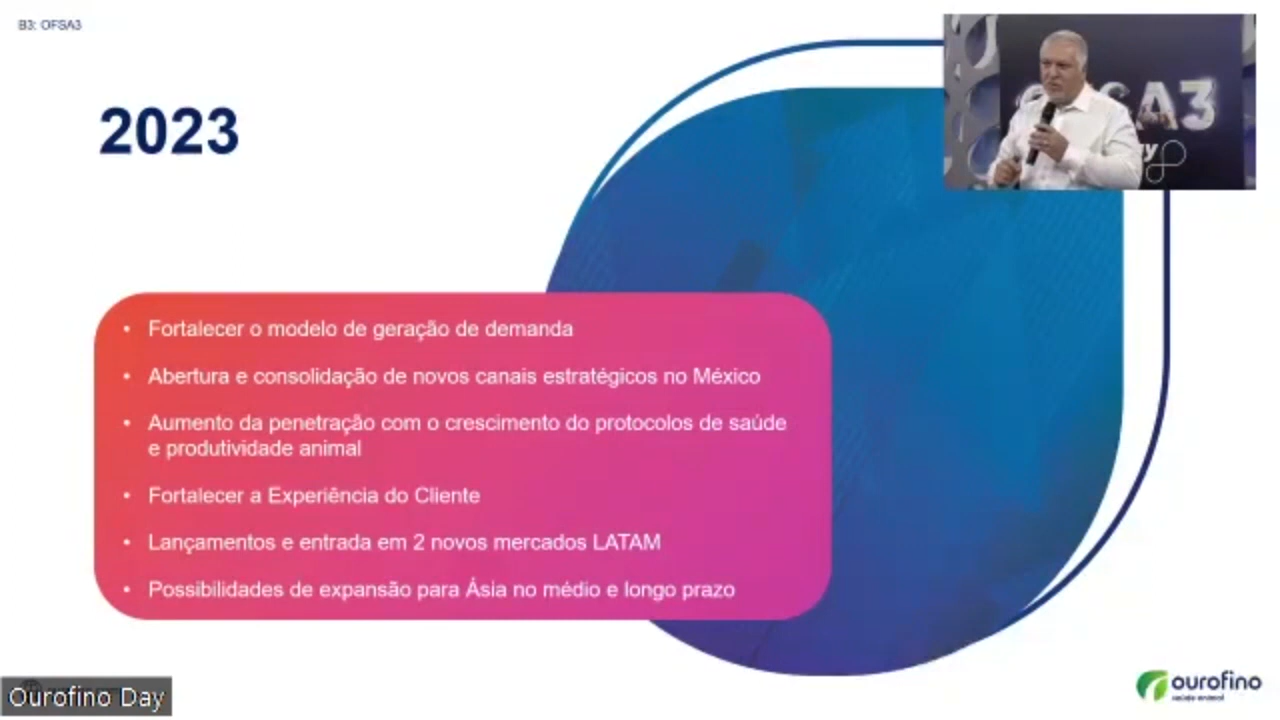 B3: OFSA3
2023
• Fortalecer o modelo de geração de demanda
• Abertura e consolidação de novos canais estratégicos no México
• Aumento da penetração com o crescimento do protocolos de saúde
e produtividade animal
• Fortalecer a Experiência do Cliente
• Lançamentos e entrada em 2 novos mercados LATAM
• Possibilidades de expansão para Ásia no médio e longo prazo
Ourofino Day
ourofino
saúde animal